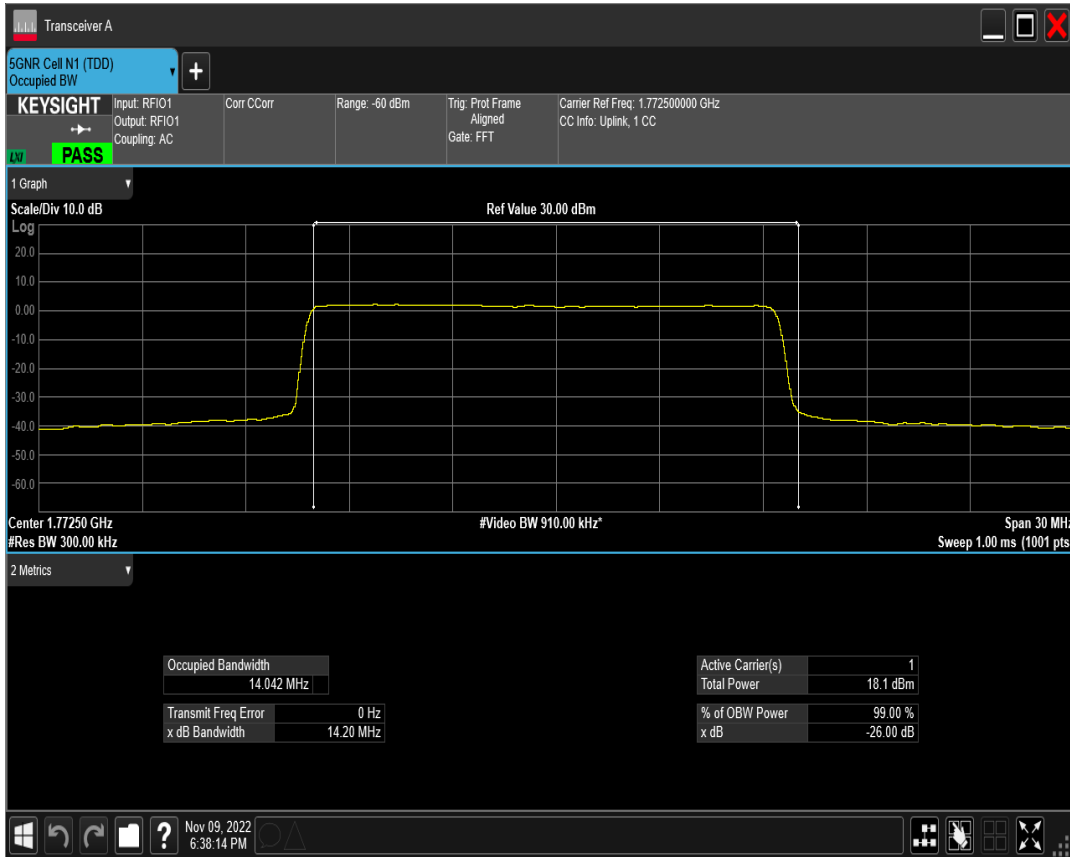 Transceiver A
5GNR Cell N1 (TDD)
Occupied BW
+
KEYSIGHT
LXI
PASS
Input: RFIO1
Output: RFIO1
Coupling: AC
Corr CCorr
Range: -60 dBm
Trig: Prot Frame
Aligned
Gate: FFT
Carrier Ref Freq: 1.772500000 GHz
CC Info: Uplink, 1 CC
1 Graph
Scale/Div 10.0 dB
Ref Value 30.00 dBm
Log
20.0
10.0
0.00
-10.0
-20.0
-30.0
-40.0
-50.0
-60.0
Center 1.77250 GHz
#Video BW 910.00 kHz*
Span 30 MHz
#Res BW 300.00 kHz
Sweep 1.00 ms (1001 pts
2 Metrics
Occupied Bandwidth
14.042 MHz
Transmit Freq Error 0 Hz
x dB Bandwidth 14.20 MHz
Active Carrier(s) 1
Total Power 18.1 dBm
% of OBW Power 99.00 %
x dB -26.00 dB
?
Nov 09, 2022
6:38:14 PM